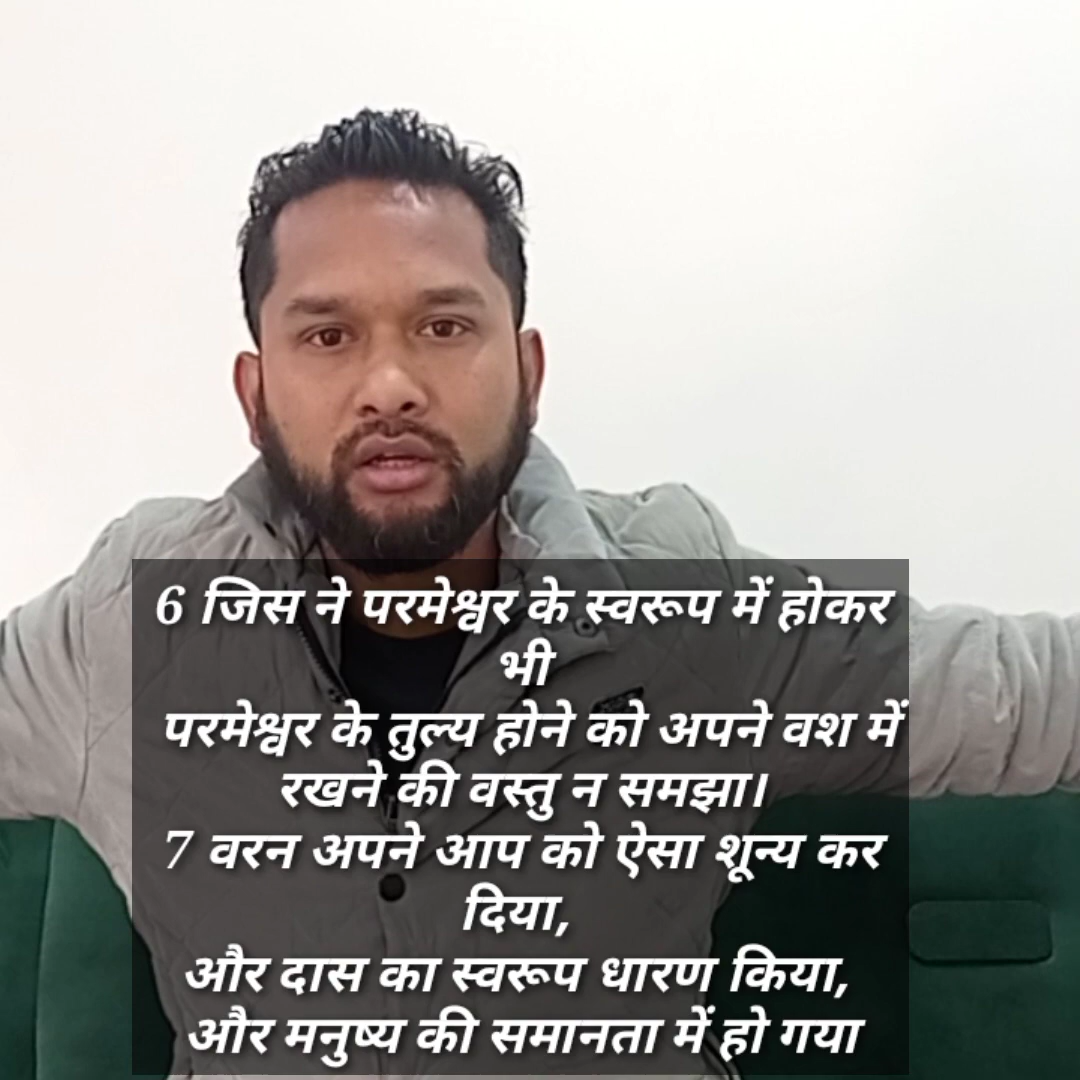 6 जिस ने परमेश्वर के स्वरूप में होकर
भी
परमेश्वर के तुल्य होने को अपने वश में
रखने की वस्तु न समझा।
7 वरन अपने आप को ऐसा शून्य कर
दिया,
और दास का स्वरूप धारण किया,
और मनुष्य की समानता में हो गया